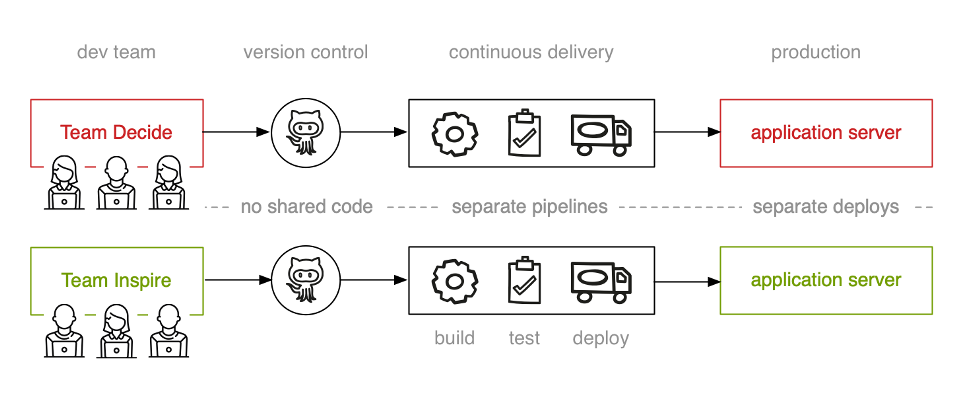 dev team
version control
continuous delivery
production
Team Decide
application server
no shared code
separate pipelines
separate deploys
Team Inspire
application server
build
test
deploy